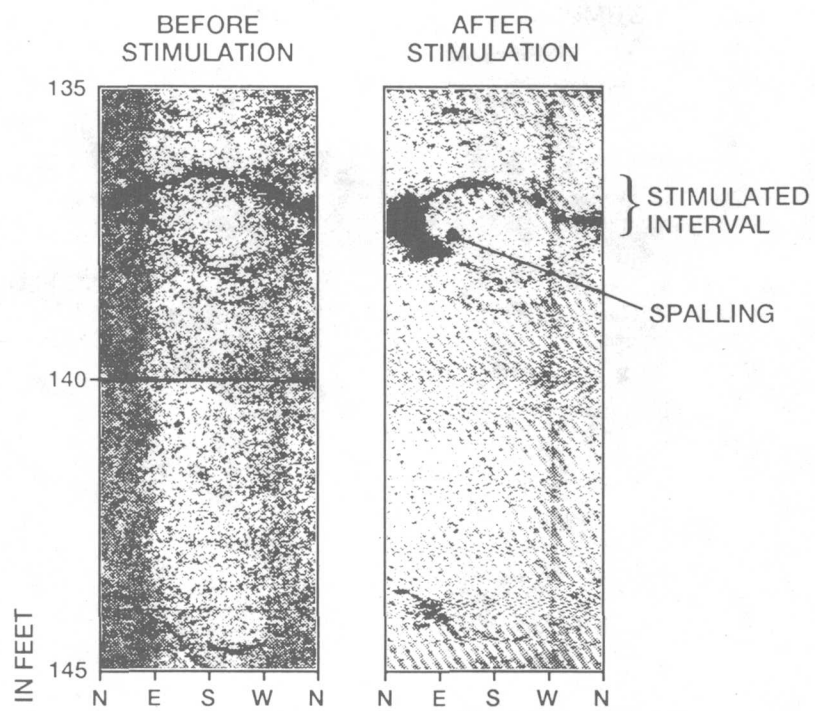 BEFORE
STIMULATION
AFTER
STIMULATION
135
140
145
IN FEET
STIMULATED
INTERVAL
SPALLING
N E S W N
N E S W N